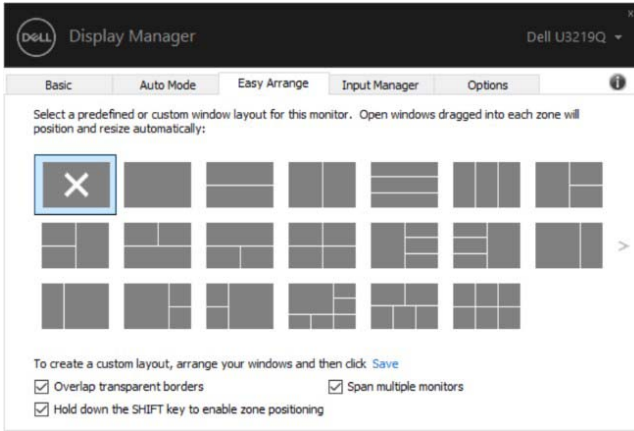 DELL Display Manager Dell U3219Q
Basic Auto Mode Easy Arrange Input Manager Options
Select a predefined or custom window layout for this monitor. Open windows dragged into each zone will
position and resize automatically:
To create a custom layout, arrange your windows and then click Save
Overlap transparent borders Span multiple monitors
Hold down the SHIFT key to enable zone positioning